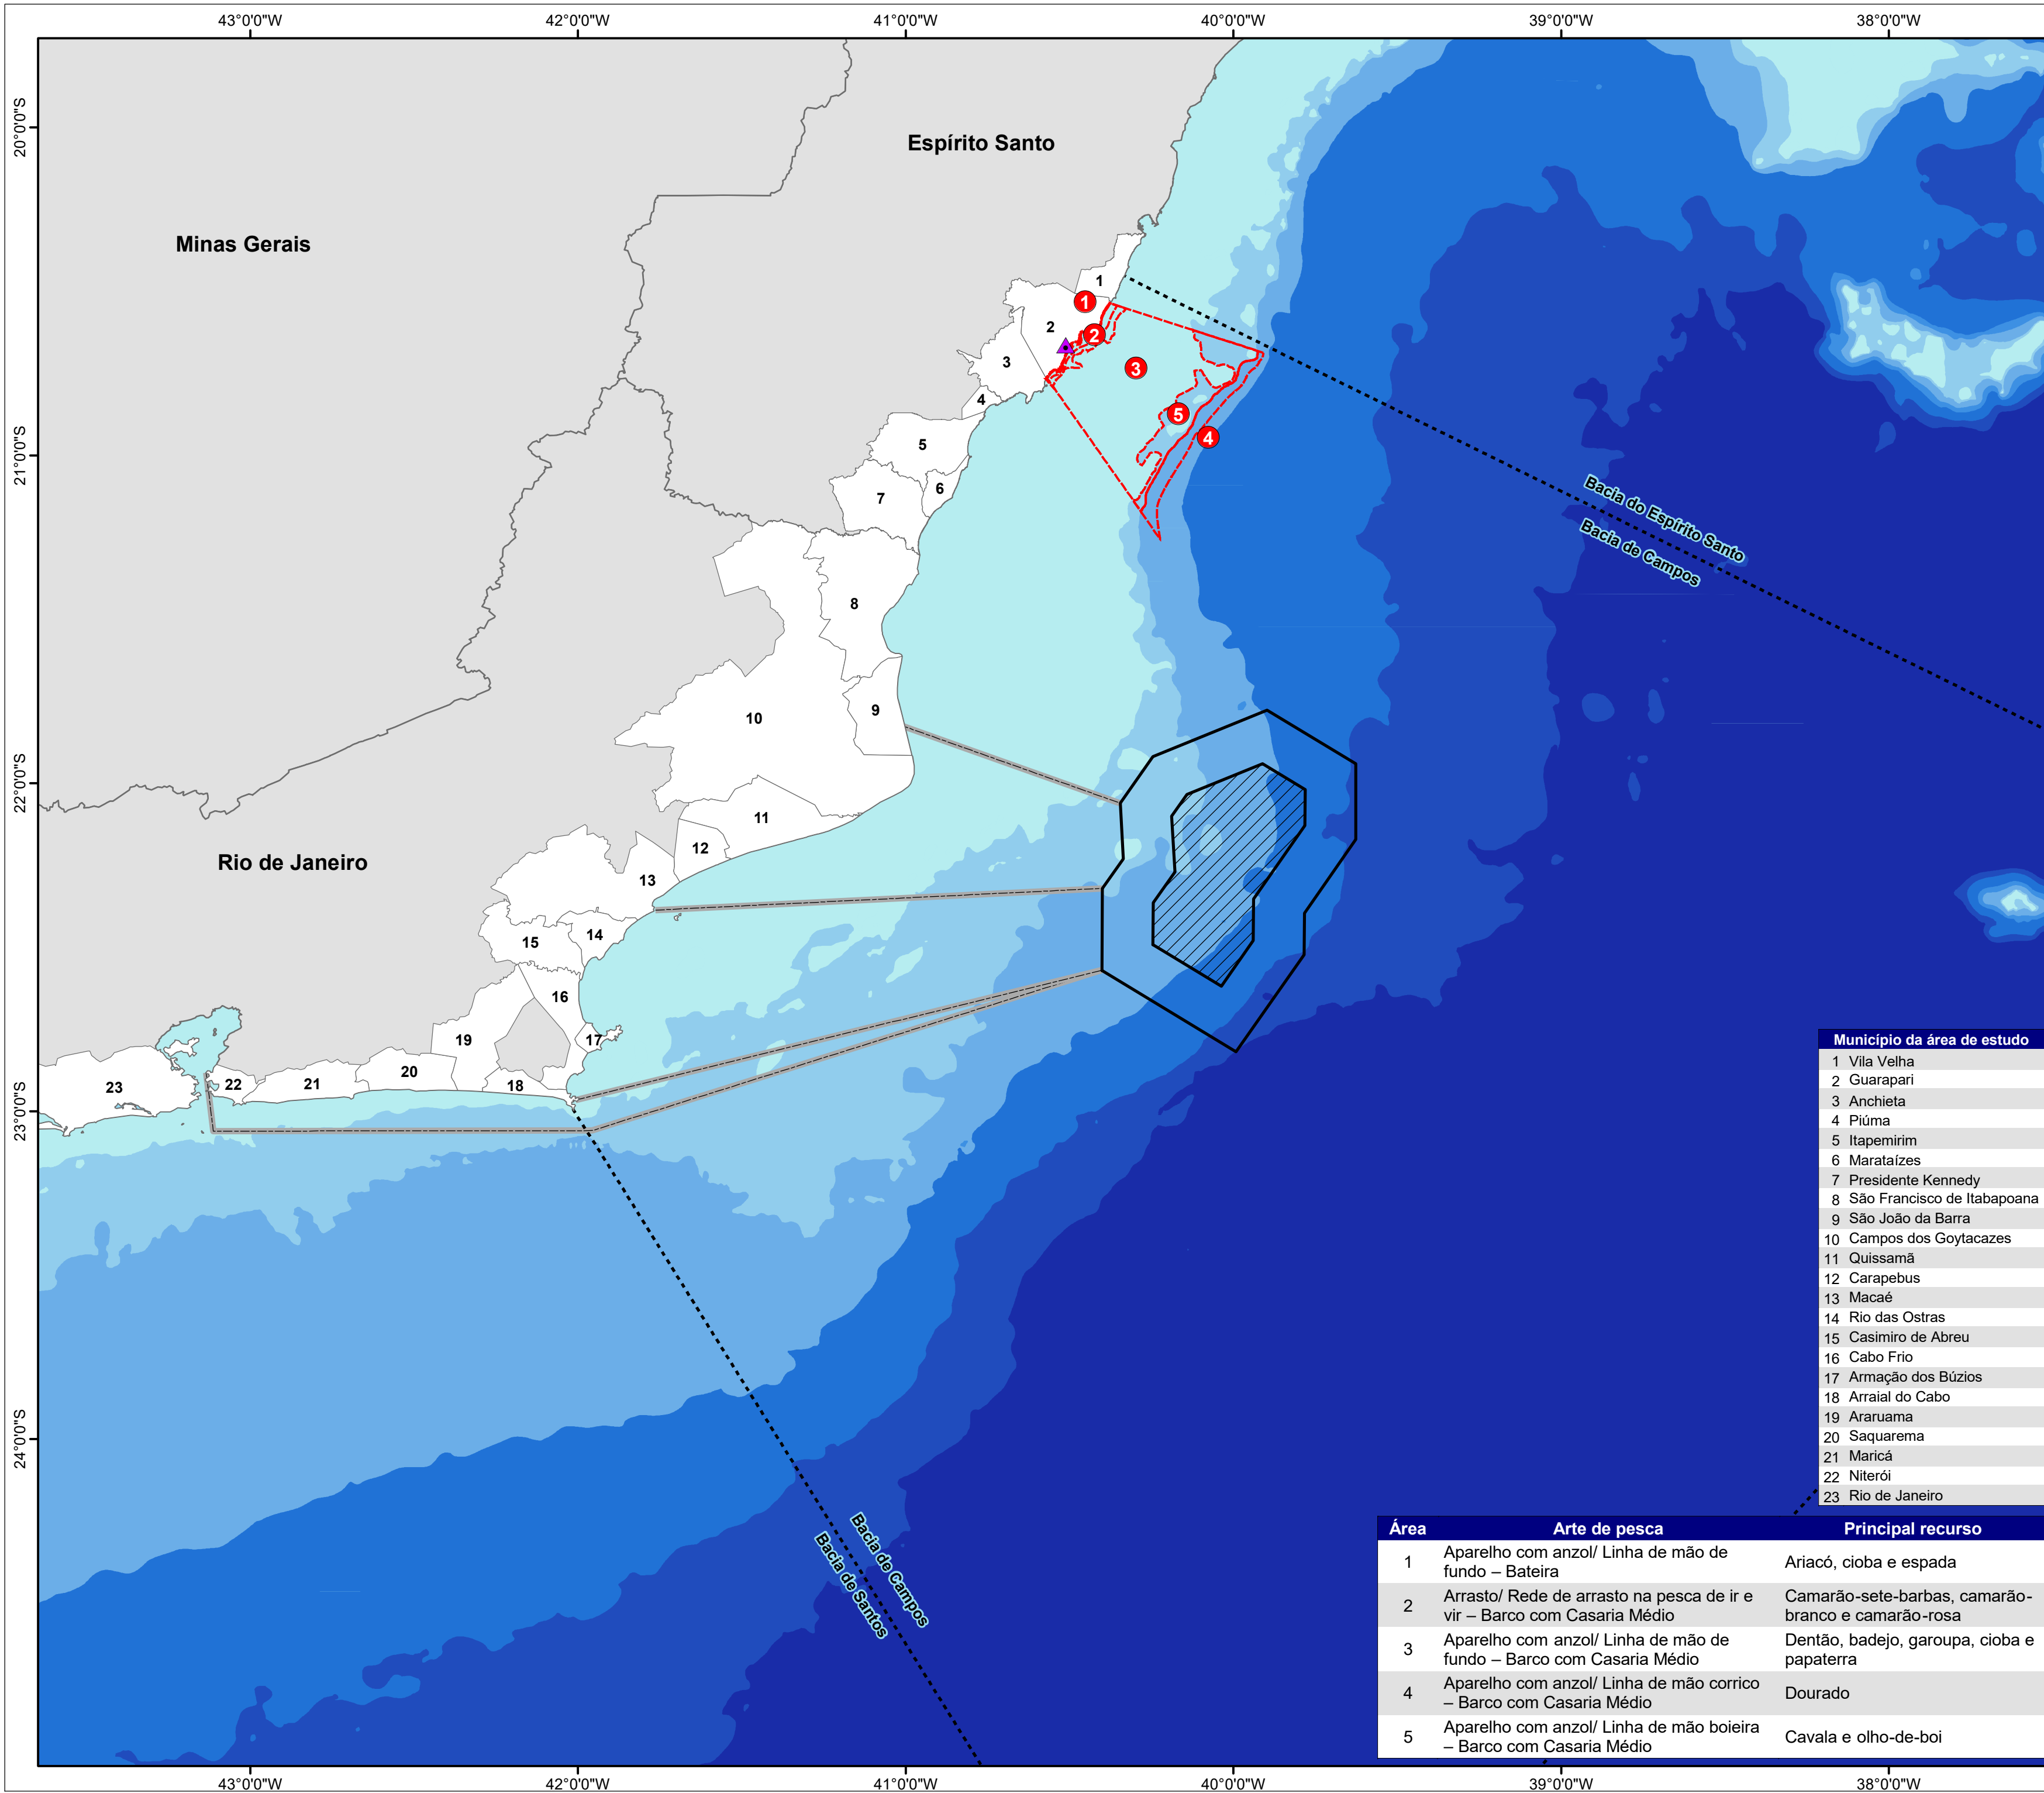 43°0'0"W 42°0'0"W 41°0'0"W 40°0'0"W 39°0'0"W 38°0'0"W
20°0'0"S
21°0'0"S
22°0'0"S
23°0'0"S
24°0'0"S
Espírito Santo
Minas Gerais
Rio de Janeiro
1
1
2
2
3
3
4
5
4
5
6
7
8
9
10
11
12
13
14
15
16
17
18
19
20
21
22
23
Bacia do Espírito Santo
Bacia de Campos
Bacia de Campos
Bacia de Santos
Município da área de estudo
1 Vila Velha
2 Guarapari
3 Anchieta
4 Piúma
5 Itapemirim
6 Marataízes
7 Presidente Kennedy
8 São Francisco de Itabapoana
9 São João da Barra
10 Campos dos Goytacazes
11 Quissamã
12 Carapebus
13 Macaé
14 Rio das Ostras
15 Casimiro de Abreu
16 Cabo Frio
17 Armação dos Búzios
18 Arraial do Cabo
19 Araruama
20 Saquarema
21 Maricá
22 Niterói
23 Rio de Janeiro
Área Arte de pesca Principal recurso
1 Aparelho com anzol/ Linha de mão de
fundo – Bateira
Ariacó, cioba e espada
2 Arrasto/ Rede de arrasto na pesca de ir e
vir – Barco com Casaria Médio
Camarão-sete-barbas, camarão-
branco e camarão-rosa
3 Aparelho com anzol/ Linha de mão de
fundo – Barco com Casaria Médio
Dentão, badejo, garoupa, cioba e
papaterra
4 Aparelho com anzol/ Linha de mão corrico
– Barco com Casaria Médio
Dourado
5 Aparelho com anzol/ Linha de mão boieira
– Barco com Casaria Médio
Cavala e olho-de-boi
43°0'0"W 42°0'0"W 41°0'0"W 40°0'0"W 39°0'0"W 38°0'0"W